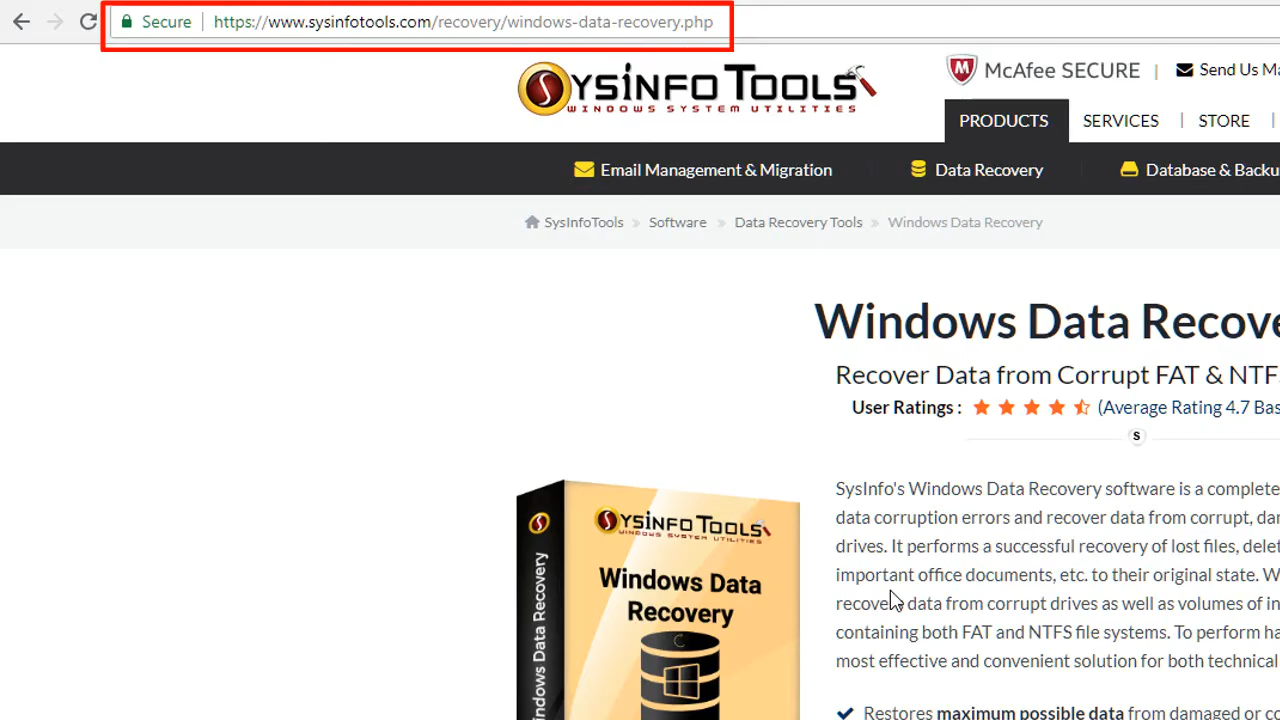 Secure https://www.sysinfotools.com/recovery/windows-data-recovery.php
SYSINFO TOOLS
WINDOWS SYSTEM UTILITIES
McAfee SECURE | Send Us Ma
PRODUCTS SERVICES | STORE |
Email Management & Migration Data Recovery Database & Backu
SysInfoTools » Software » Data Recovery Tools » Windows Data Recovery
Windows Data Recove
Recover Data from Corrupt FAT & NTF
User Ratings : (Average Rating 4.7 Bas
S
SysInfo's Windows Data Recovery software is a complete
data corruption errors and recover data from corrupt, dar
drives. It performs a successful recovery of lost files, delet
important office documents, etc. to their original state. W
recover data from corrupt drives as well as volumes of in
containing both FAT and NTFS file systems. To perform ha
most effective and convenient solution for both technical
Restores maximum possible data from damaged or co
SYSINFO TOOLS
WINDOWS SYSTEM UTILITIES
Windows Data
Recovery
indows Data Recovery